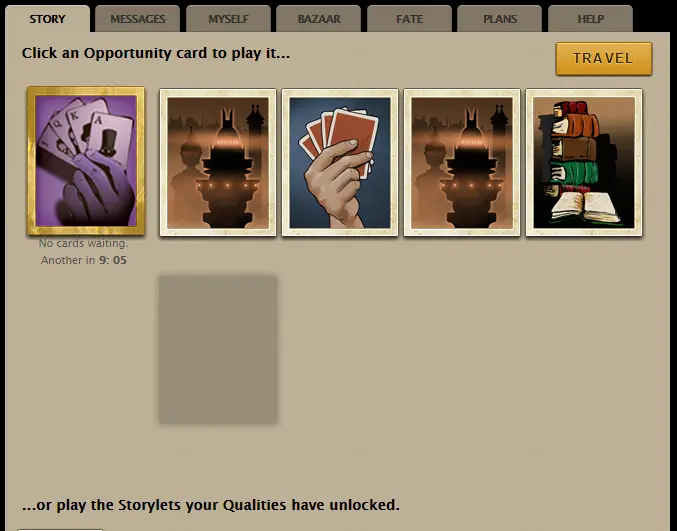 STORY
MESSAGES
MYSELF
BAZAAR
FATE
PLANS
HELP
Click an Opportunity card to play it...
TRAVEL
No cards waiting.
Another in 9: 05
...or play the Storylets your Qualities have unlocked.